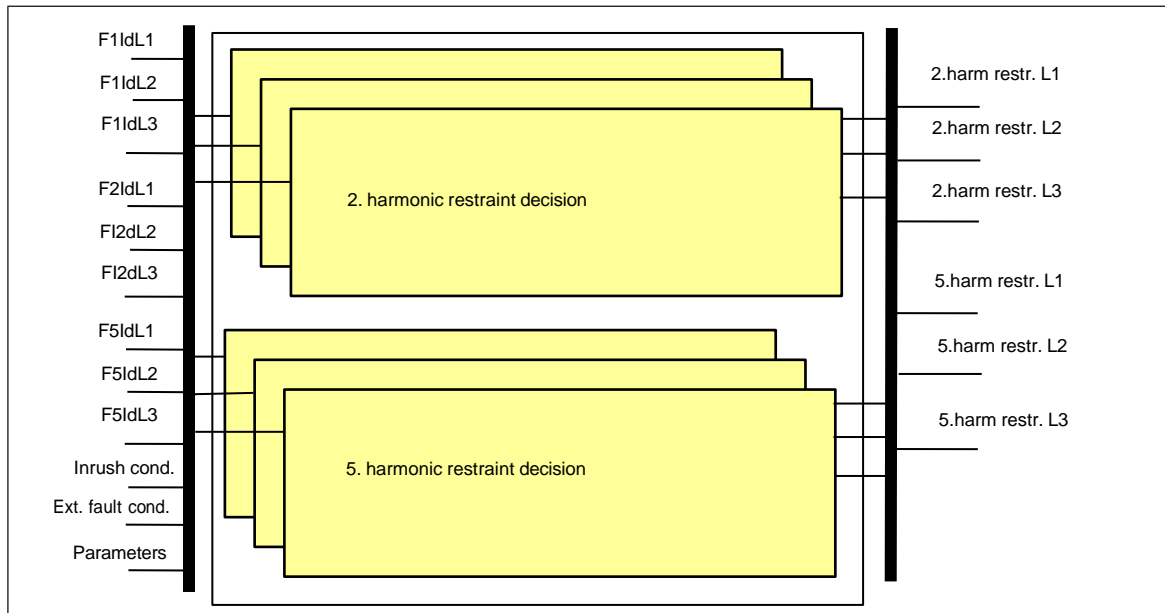 F1IdL1
F1IdL2
F1IdL3
F2IdL1
FI2dL2
FI2dL3
F5IdL1
F5IdL2
F5IdL3
Inrush cond.
Ext. fault cond.
Parameters
2. harmonic restraint decision
5. harmonic restraint decision
2.harm restr. L1
2.harm restr. L2
2.harm restr. L3
5.harm restr. L1
5.harm restr. L2
5.harm restr. L3